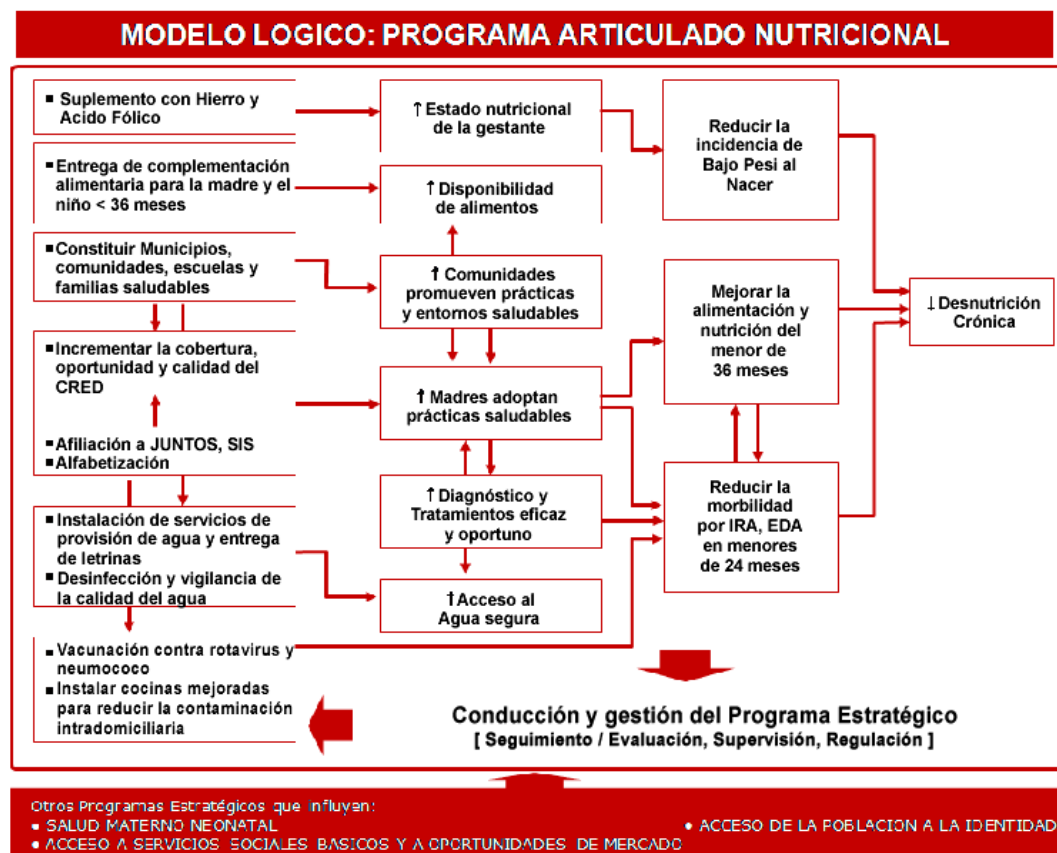 MODELO LOGICO: PROGRAMA ARTICULADO NUTRICIONAL
▪ Suplemento con Hierro y
Acido Fólico
▪ Entrega de complementación
alimentaria para la madre y el
niño < 36 meses
▪ Constituir Municipios,
comunidades, escuelas y
familias saludables
▪ Incrementar la cobertura,
oportunidad y calidad del
CRED
▪ Afiliación a JUNTOS, SIS
▪ Alfabetización
▪ Instalación de servicios de
provisión de agua y entrega
de letrinas
▪ Desinfección y vigilancia de
la calidad del agua
▪ Vacunación contra rotavirus y
neumococo
▪ Instalar cocinas mejoradas
para reducir la contaminación
intradomiciliaria
↑ Estado nutricional
de la gestante
↑ Disponibilidad
de alimentos
↑ Comunidades
promueven prácticas
y entornos saludables
↑ Madres adoptan
prácticas saludables
↑ Diagnóstico y
Tratamientos eficaz
y oportuno
↑ Acceso al
Agua segura
Reducir la
incidencia de
Bajo Pesi al
Nacer
Mejorar la
alimentación y
nutrición del
menor de
36 meses
Reducir la
morbilidad
por IRA, EDA
en menores
de 24 meses
↓ Desnutrición
Crónica
Conducción y gestión del Programa Estratégico
[ Seguimiento / Evaluación, Supervisión, Regulación ]
Otros Programas Estratégicos que influyen:
• SALUD MATERNO NEONATAL
• ACCESO A SERVICIOS SOCIALES BASICOS Y A OPORTUNIDADES DE MERCADO
• ACCESO DE LA POBLACION A LA IDENTIDAD